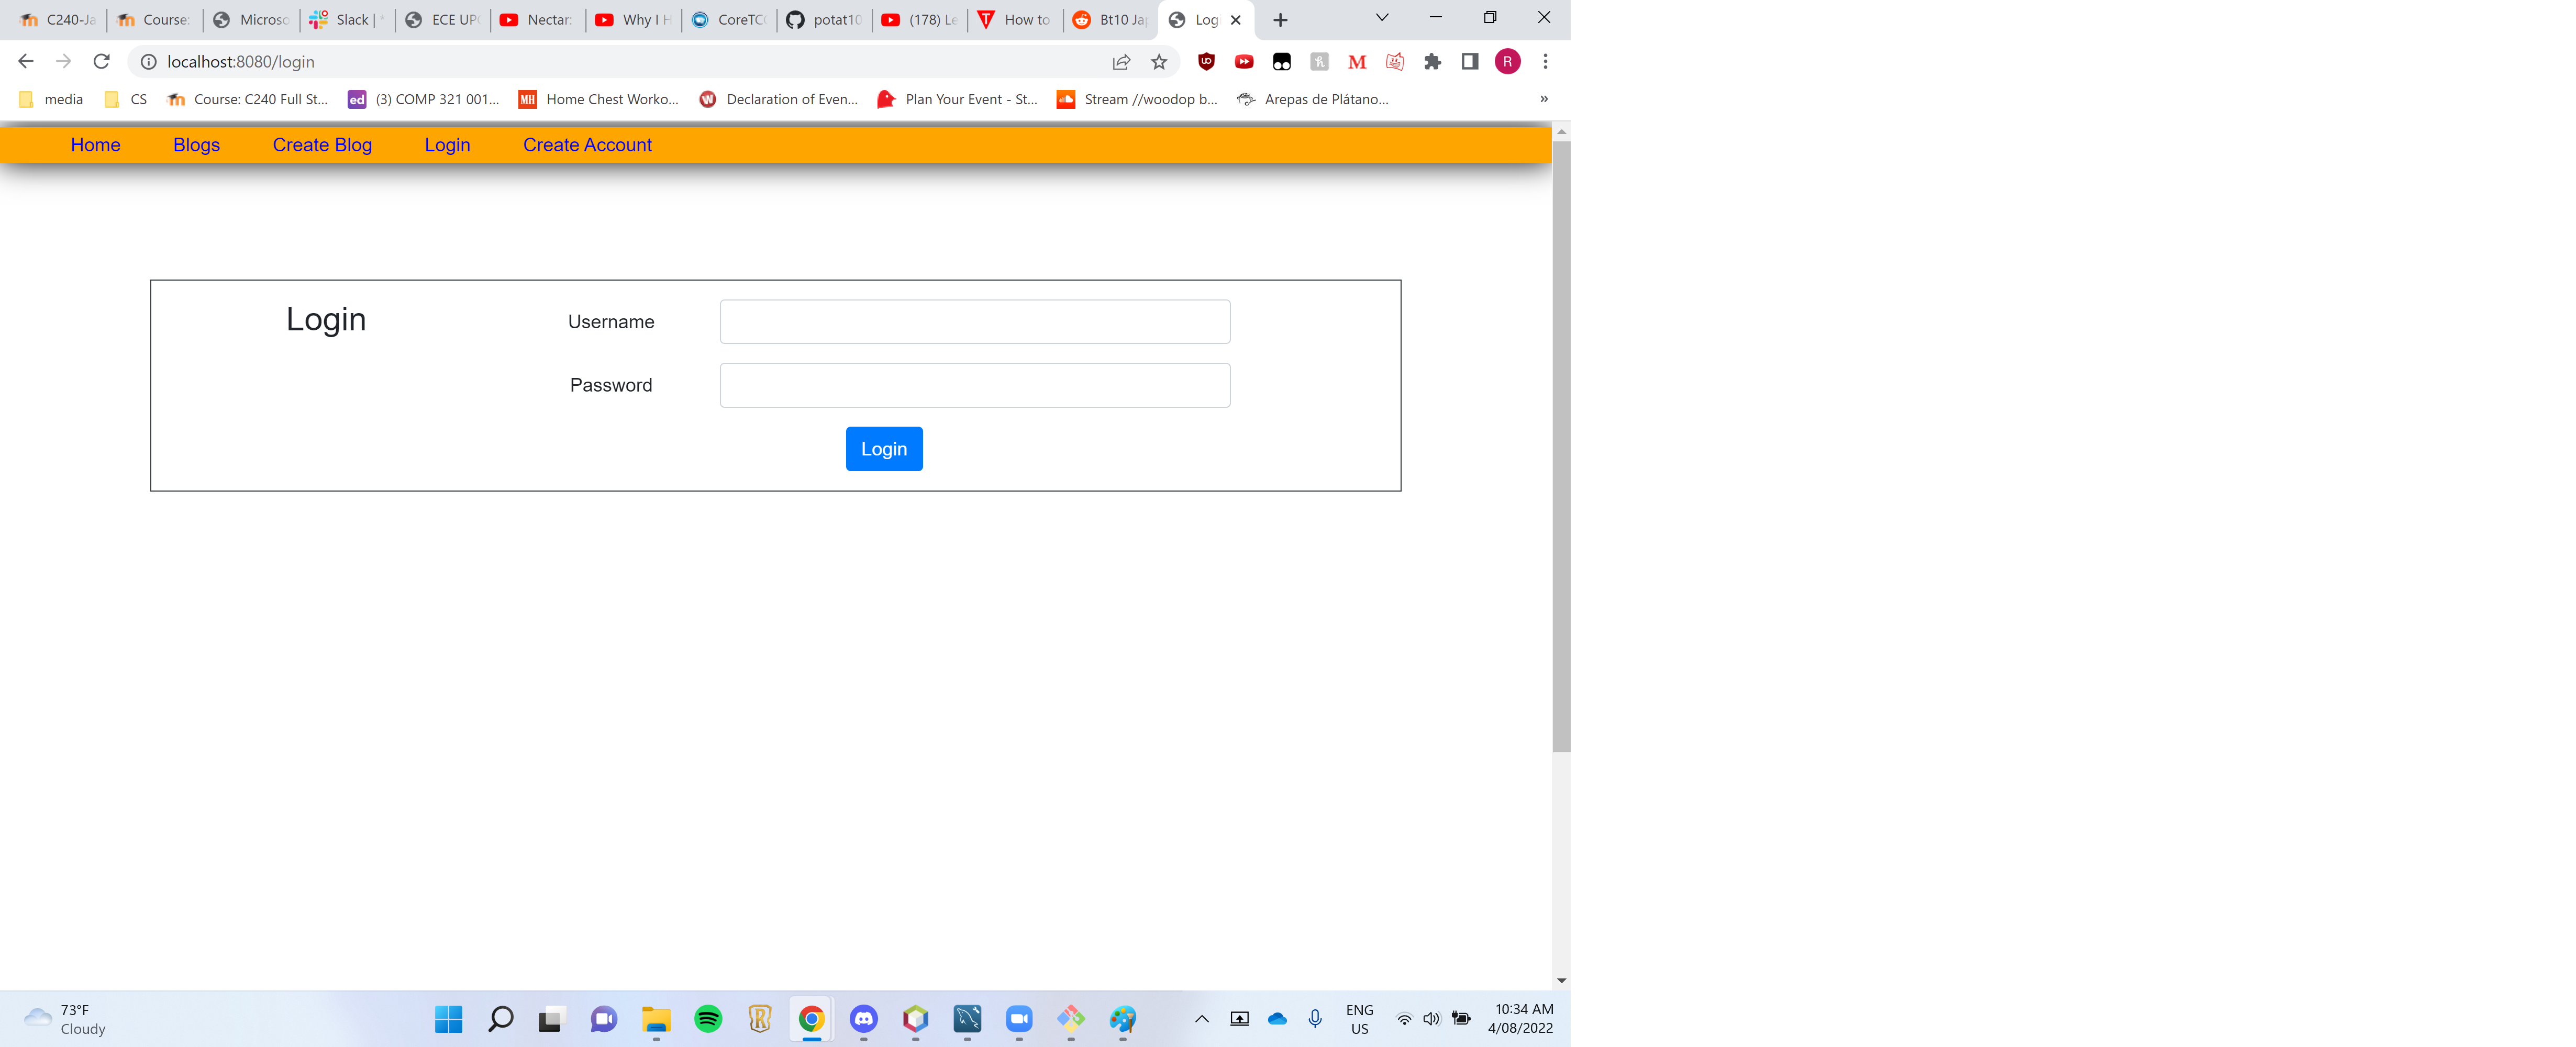 C240-Ja Course: Microso Slack | * ECE UP Nectar: Why I H CoreTC potat10 (178) Le How to Bt10 Jap Log
localhost:8080/login
media CS Course: C240 Full St... (3) COMP 321 001... Home Chest Worko... Declaration of Even... Plan Your Event - St... Stream //woodop b... Arepas de Plátano... »
Home Blogs Create Blog Login Create Account
Login Username
Password
Login
73°F
Cloudy
ENG
US
10:34 AM
4/08/2022